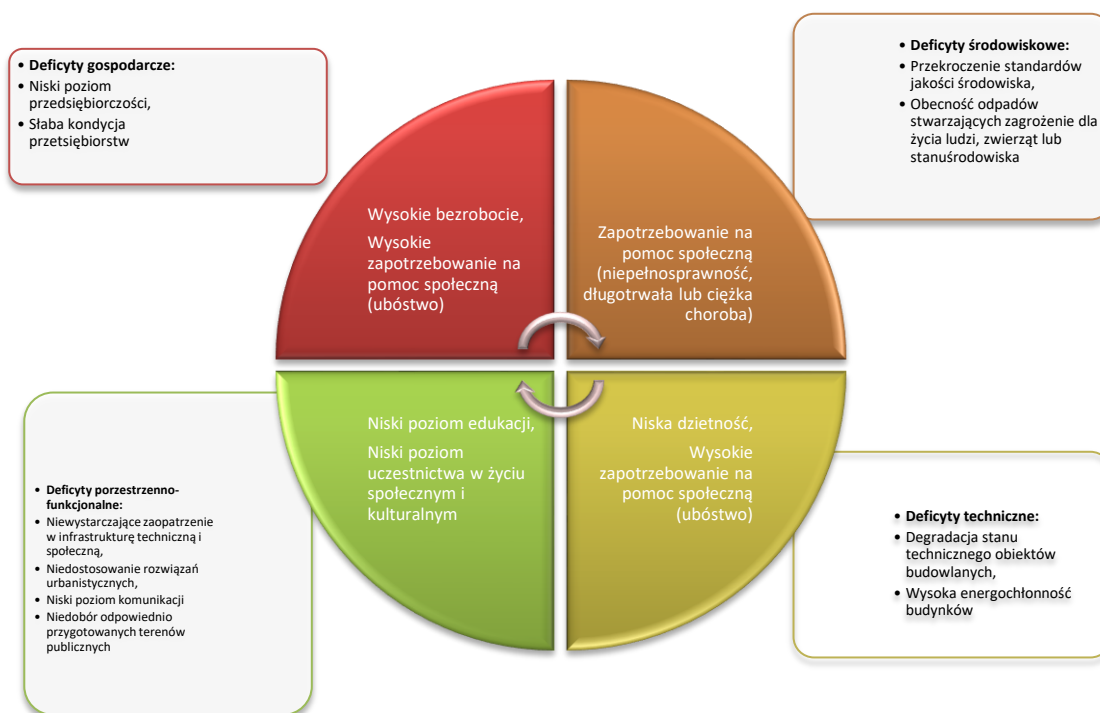 • Deficyty gospodarcze:
• Niski poziom
przedsiębiorczości,
• Słaba kondycja
przetsiębiorstw
• Deficyty środowiskowe:
• Przekroczenie standardów
jakości środowiska,
• Obecność odpadów
stwarzających zagrożenie dla
życia ludzi, zwierząt lub
stanuśrodowiska
Wysokie bezrobocie,
Wysokie
zapotrzebowanie na
pomoc społeczną
(ubóstwo)
Zapotrzebowanie na
pomoc społeczną
(niepełnosprawność,
długotrwała lub ciężka
choroba)
Niski poziom edukacji,
Niski poziom
uczestnictwa w życiu
społecznym i
kulturalnym
Niska dzietność,
Wysokie
zapotrzebowanie na
pomoc społeczną
(ubóstwo)
• Deficyty porzestrzenno-
funkcjonalne:
• Niewystarczające zaopatrzenie
w infrastrukturę techniczną i
społeczną,
• Niedostosowanie rozwiązań
urbanistycznych,
• Niski poziom komunikacji
• Niedobór odpowiednio
przygotowanych terenów
publicznych
• Deficyty techniczne:
• Degradacja stanu
technicznego obiektów
budowlanych,
• Wysoka energochłonność
budynków